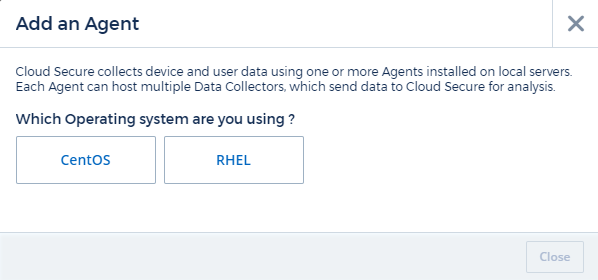 Add an Agent
Cloud Secure collects device and user data using one or more Agents installed on local servers.
Each Agent can host multiple Data Collectors, which send data to Cloud Secure for analysis.
Which Operating system are you using ?
CentOS
RHEL
Close